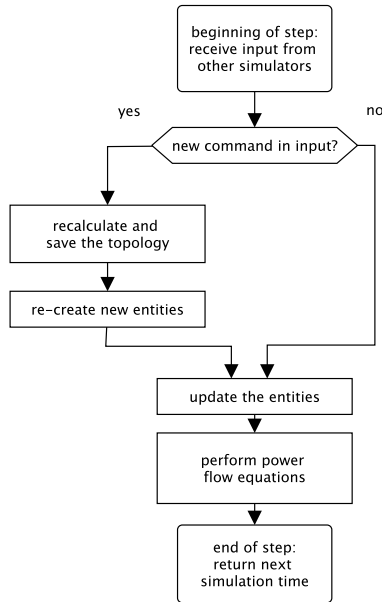 beginning of step:
receive input from
other simulators
yes
no
new command in input?
recalculate and
save the topology
re-create new entities
update the entities
perform power
flow equations
end of step:
return next
simulation time